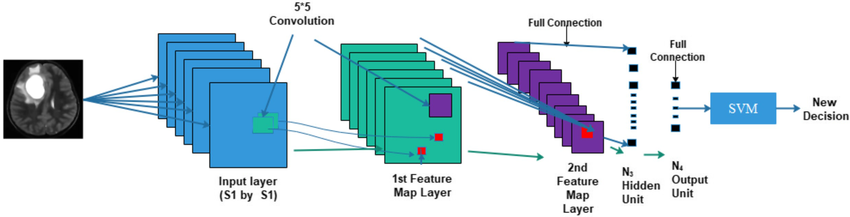 5*5
Convolution
Full Connection
Full
Connection
SVM
New
Decision
Input layer
(S1 by S1)
1st Feature
Map Layer
2nd
Feature
Map
Layer
N3
Hidden
Unit
N4
Output
Unit